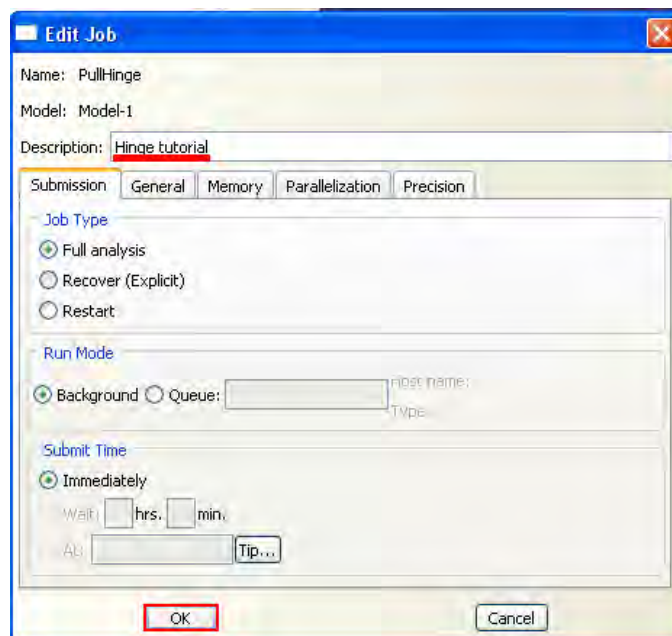 Edit Job
Name: PullHinge
Model: Model-1
Description: Hinge tutorial
Submission General Memory Parallelization Precision
Job Type
Full analysis
Recover (Explicit)
Restart
Run Mode
Host name:
Background Queue:
Type:
Submit Time
Immediately
Wait: hrs. min.
At: Tip...
OK Cancel